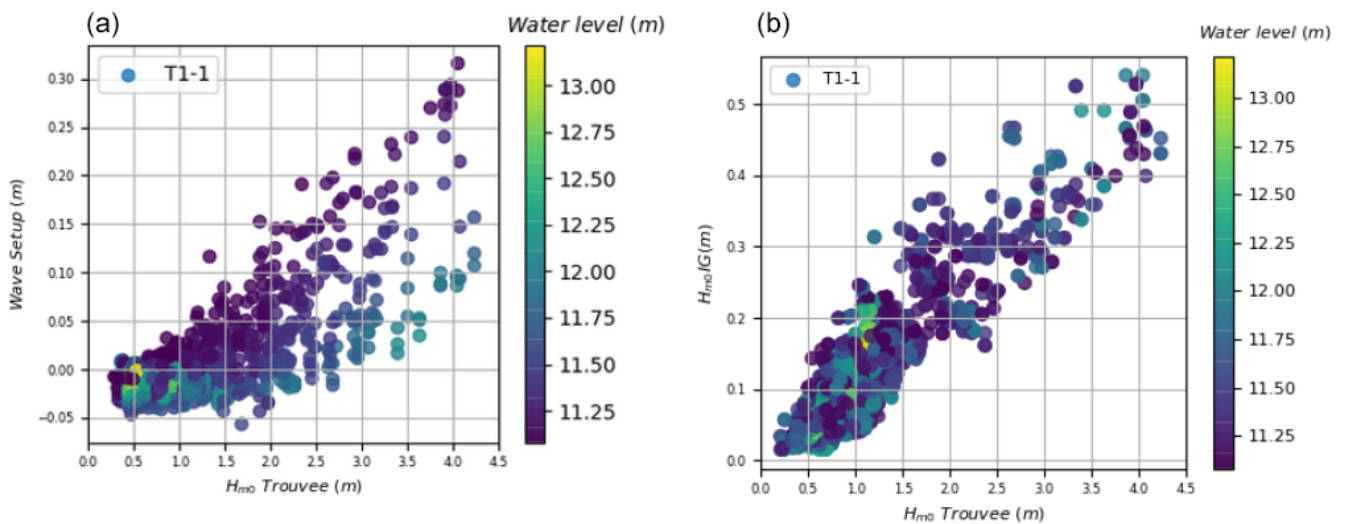 (a)
Water level (m)
T1-1
0.30
0.25
0.20
0.15
0.10
0.05
0.00
−0.05
Wave Setup (m)
0.0 0.5 1.0 1.5 2.0 2.5 3.0 3.5 4.0 4.5
Hm0 Trouvee (m)
13.00
12.75
12.50
12.25
12.00
11.75
11.50
11.25
(b)
Water level (m)
T1-1
0.5
0.4
0.3
0.2
0.1
0.0
Hm0IG(m)
0.0 0.5 1.0 1.5 2.0 2.5 3.0 3.5 4.0 4.5
Hm0 Trouvee (m)
13.00
12.75
12.50
12.25
12.00
11.75
11.50
11.25